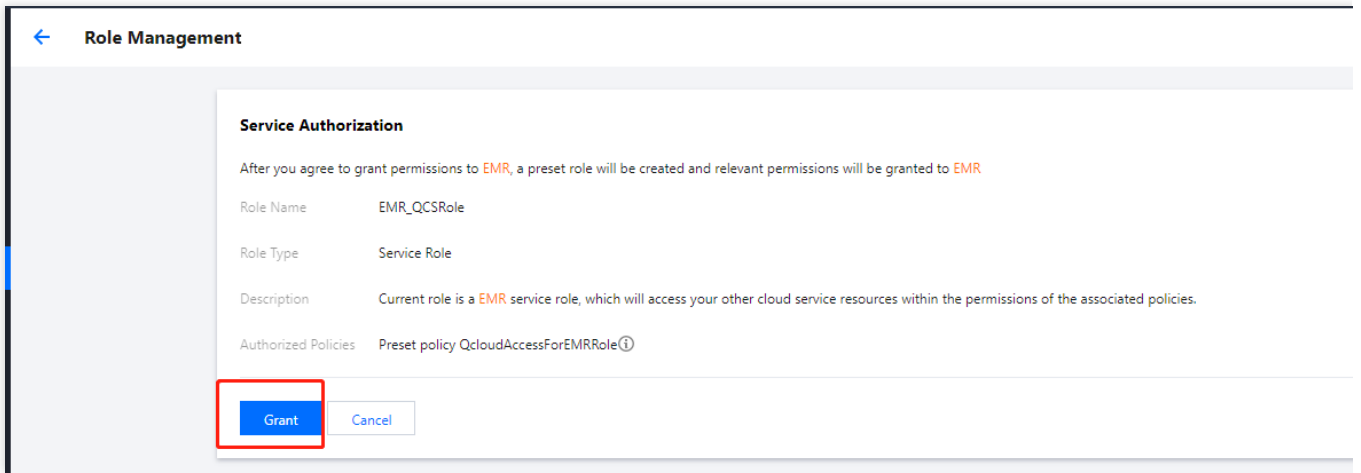 Role Management
Service Authorization
After you agree to grant permissions to EMR, a preset role will be created and relevant permissions will be granted to EMR
Role Name EMR_QCSRole
Role Type Service Role
Description Current role is a EMR service role, which will access your other cloud service resources within the permissions of the associated policies.
Authorized Policies Preset policy QcloudAccessForEMRRole
Grant Cancel